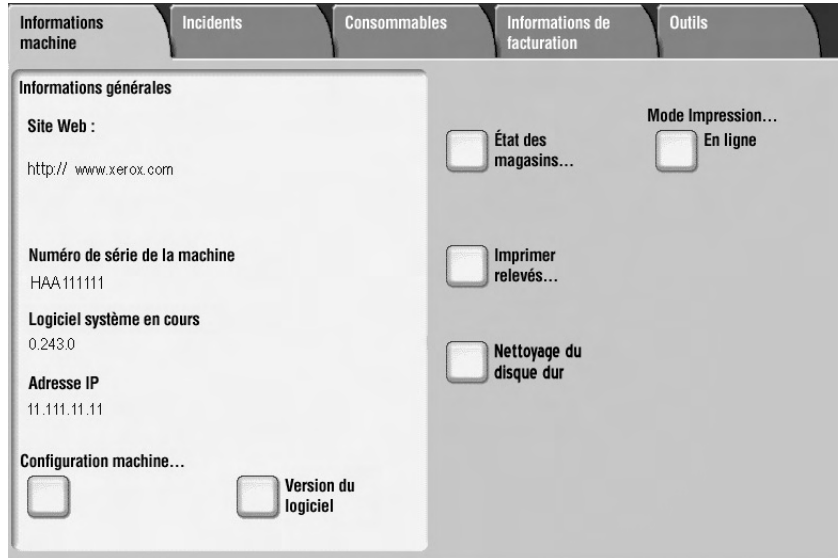 Informations
machine
Incidents
Consommables
Informations de
facturation
Outils
Informations générales
Site Web :
http:// www.xerox.com
Numéro de série de la machine
HAA111111
Logiciel système en cours
0.243.0
Adresse IP
11.111.11.11
Configuration machine...
Version du
logiciel
État des
magasins...
Imprimer
relevés...
Nettoyage du
disque dur
Mode Impression...
En ligne